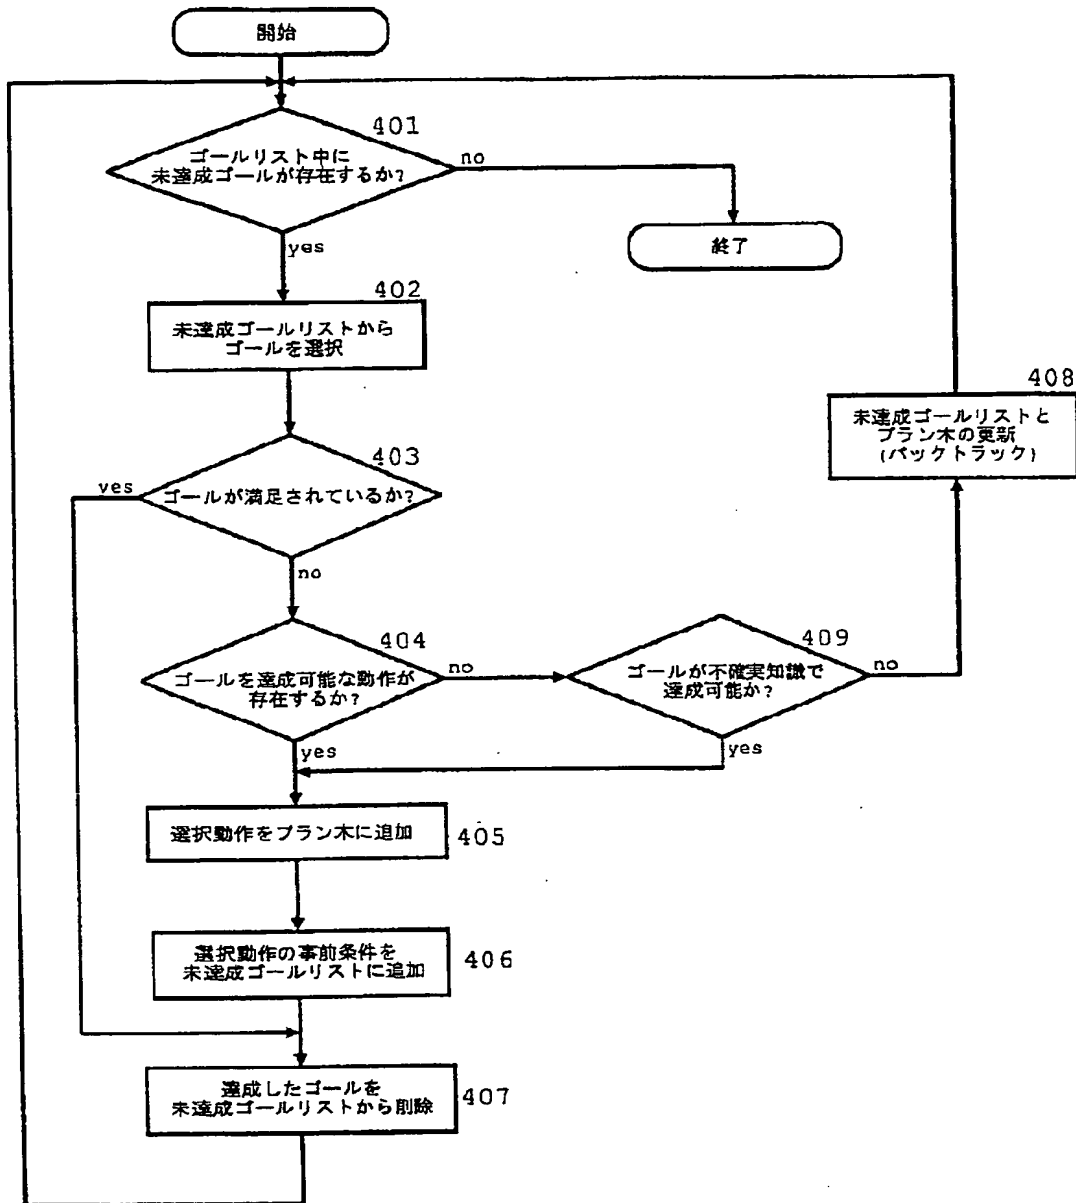 開始
401
ゴールリスト中に
未達成ゴールが存在するか?
no
yes
終了
402
未達成ゴールリストから
ゴールを選択
408
未達成ゴールリストと
プラン木の更新
(バックトラック)
403
yes
ゴールが満足されているか?
no
404
ゴールを達成可能な動作が
存在するか?
no
409
ゴールが不確実知識で
達成可能か?
no
yes
yes
選択動作をプラン木に追加
405
選択動作の事前条件を
未達成ゴールリストに追加
406
達成したゴールを
未達成ゴールリストから削除
407